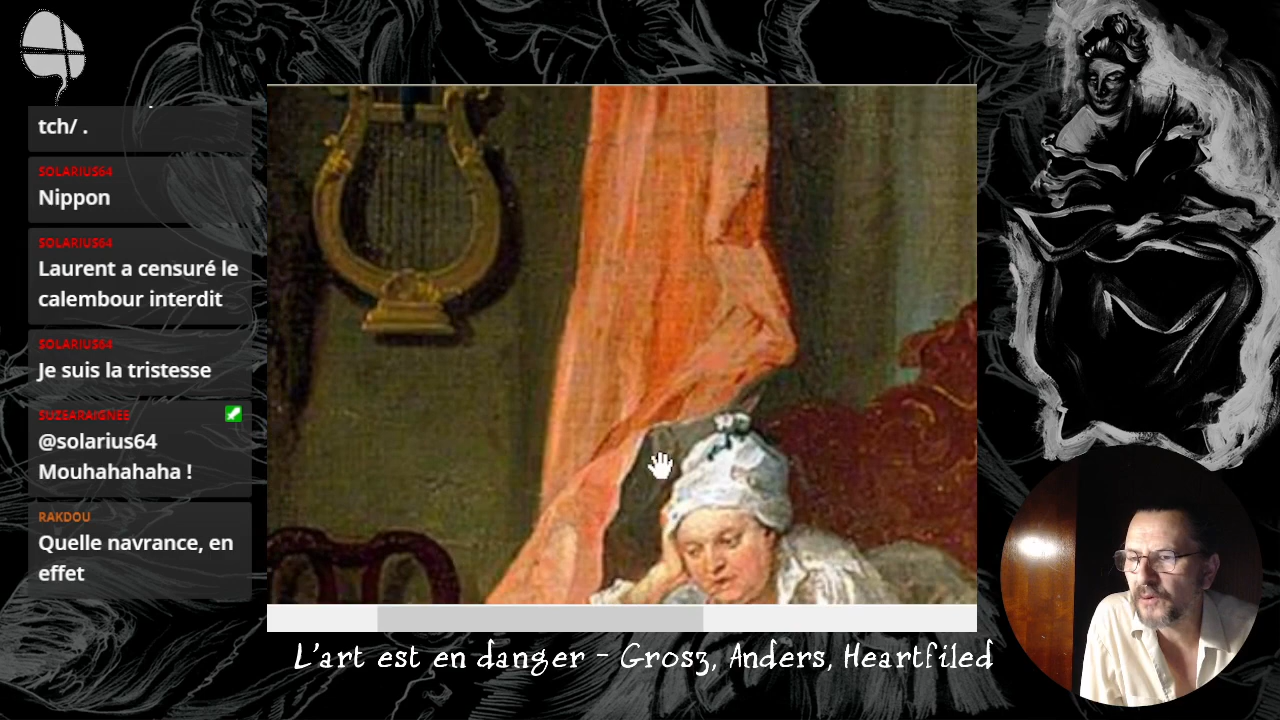 tch/ .
SOLARIUS64
Nippon
SOLARIUS64
Laurent a censuré le
calembour interdit
SOLARIUS64
Je suis la tristesse
SUZEARAIGNEE
@solarius64
Mouhahahaha !
RAKDOU
Quelle navrance, en
effet
L'art est en danger - Grosz, Anders, Heartfiled